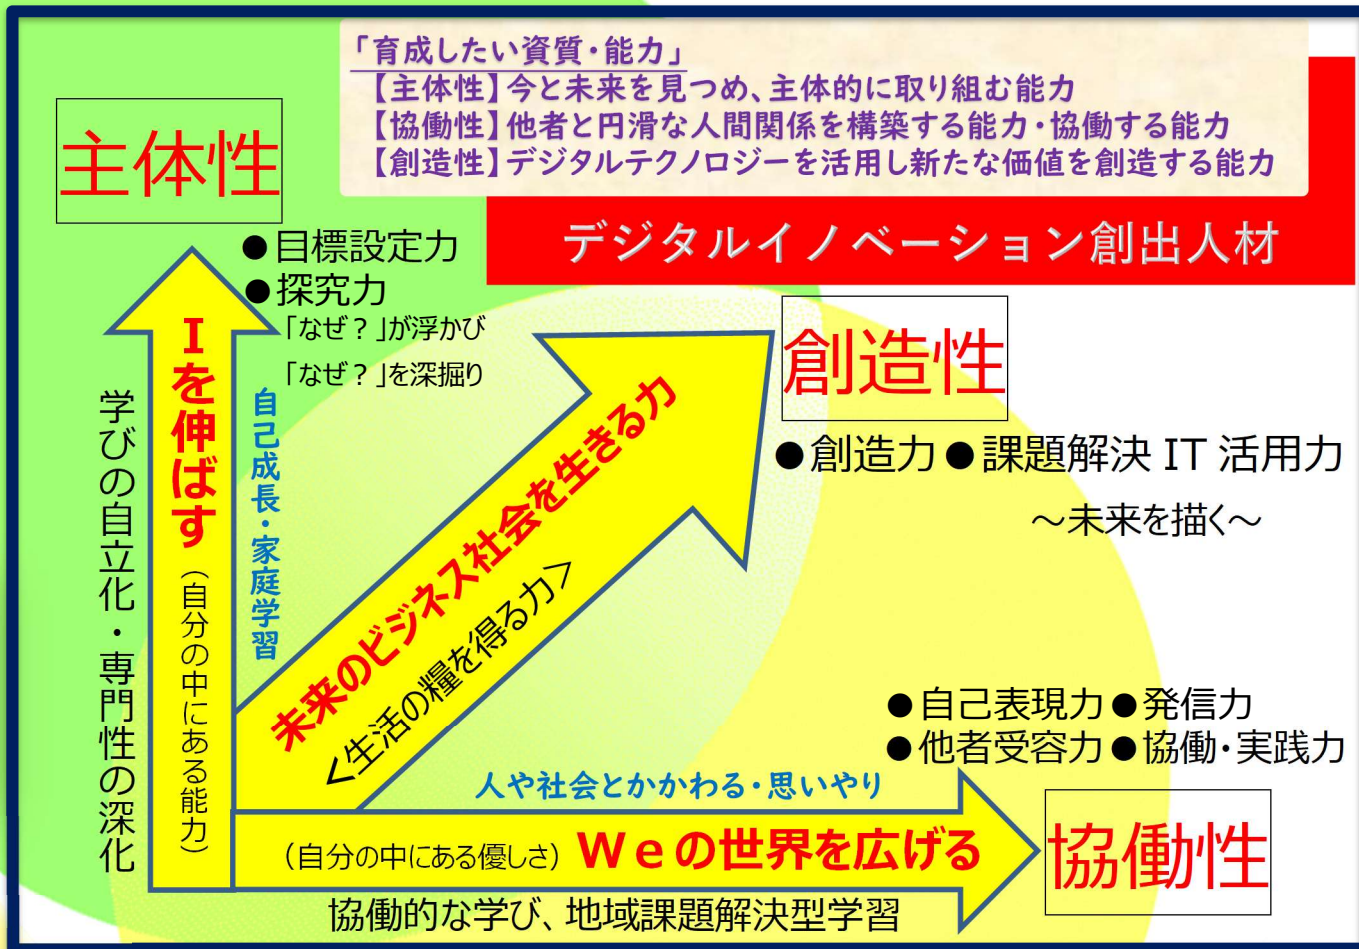 「育成したい資質・能力」
【主体性】今と未来を見つめ、主体的に取り組む能力
【協働性】他者と円滑な人間関係を構築する能力・協働する能力
【創造性】デジタルテクノロジーを活用し新たな価値を創造する能力
デジタルイノベーション創出人材
主体性
●目標設定力
●探究力
「なぜ？」が浮かび
「なぜ？」を深掘り
学びの自立化・専門性の深化
Iを伸ばす（自分の中にある能力）
自己成長・家庭学習
未来のビジネス社会を生きる力
＜生活の糧を得る力＞
創造性
●創造力●課題解決 IT 活用力
～未来を描く～
●自己表現力●発信力
●他者受容力●協働・実践力
人や社会とかかわる・思いやり
（自分の中にある優しさ）Ｗｅの世界を広げる
協働性
協働的な学び、地域課題解決型学習